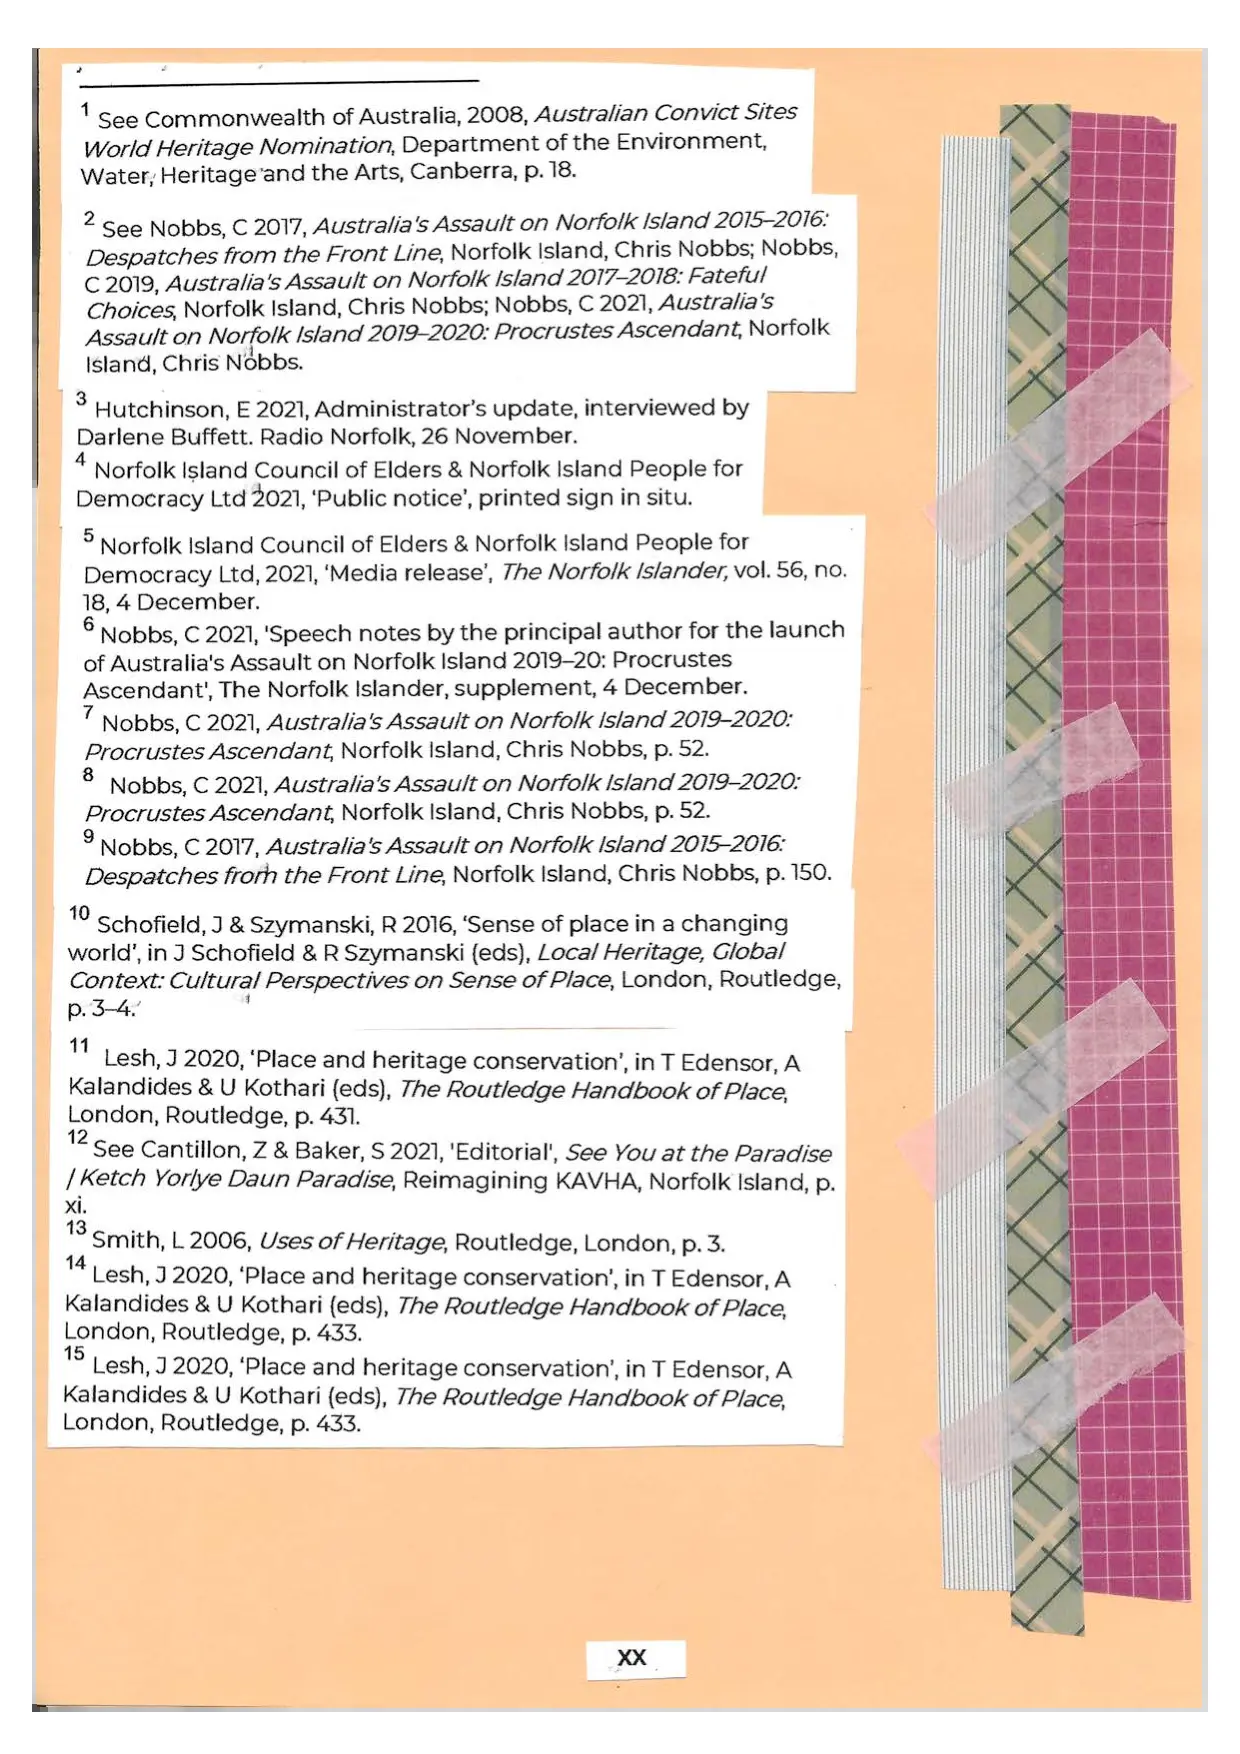 1 See Commonwealth of Australia, 2008, Australian Convict Sites
World Heritage Nomination, Department of the Environment,
Water, Heritage and the Arts, Canberra, p. 18.
2 See Nobbs, C 2017, Australia's Assault on Norfolk Island 2015–2016:
Despatches from the Front Line, Norfolk Island, Chris Nobbs; Nobbs,
C 2019, Australia's Assault on Norfolk Island 2017–2018: Fateful
Choices, Norfolk Island, Chris Nobbs; Nobbs, C 2021, Australia's
Assault on Norfolk Island 2019–2020: Procrustes Ascendant, Norfolk
Island, Chris Nobbs.
3 Hutchinson, E 2021, Administrator's update, interviewed by
Darlene Buffett. Radio Norfolk, 26 November.
4 Norfolk Island Council of Elders & Norfolk Island People for
Democracy Ltd 2021, ‘Public notice’, printed sign in situ.
5 Norfolk Island Council of Elders & Norfolk Island People for
Democracy Ltd, 2021, ‘Media release’, The Norfolk Islander, vol. 56, no.
18, 4 December.
6 Nobbs, C 2021, 'Speech notes by the principal author for the launch
of Australia's Assault on Norfolk Island 2019–20: Procrustes
Ascendant', The Norfolk Islander, supplement, 4 December.
7 Nobbs, C 2021, Australia's Assault on Norfolk Island 2019–2020:
Procrustes Ascendant, Norfolk Island, Chris Nobbs, p. 52.
8 Nobbs, C 2021, Australia's Assault on Norfolk Island 2019–2020:
Procrustes Ascendant, Norfolk Island, Chris Nobbs, p. 52.
9 Nobbs, C 2017, Australia's Assault on Norfolk Island 2015–2016:
Despatches from the Front Line, Norfolk Island, Chris Nobbs, p. 150.
10 Schofield, J & Szymanski, R 2016, ‘Sense of place in a changing
world’, in J Schofield & R Szymanski (eds), Local Heritage, Global
Context: Cultural Perspectives on Sense of Place, London, Routledge,
p. 3–4.
11 Lesh, J 2020, ‘Place and heritage conservation’, in T Edensor, A
Kalandides & U Kothari (eds), The Routledge Handbook of Place,
London, Routledge, p. 431.
12 See Cantillon, Z & Baker, S 2021, 'Editorial', See You at the Paradise
/ Ketch Yorlye Daun Paradise, Reimagining KAVHA, Norfolk Island, p.
xi.
13 Smith, L 2006, Uses of Heritage, Routledge, London, p. 3.
14 Lesh, J 2020, ‘Place and heritage conservation’, in T Edensor, A
Kalandides & U Kothari (eds), The Routledge Handbook of Place,
London, Routledge, p. 433.
15 Lesh, J 2020, ‘Place and heritage conservation’, in T Edensor, A
Kalandides & U Kothari (eds), The Routledge Handbook of Place,
London, Routledge, p. 433.
XX